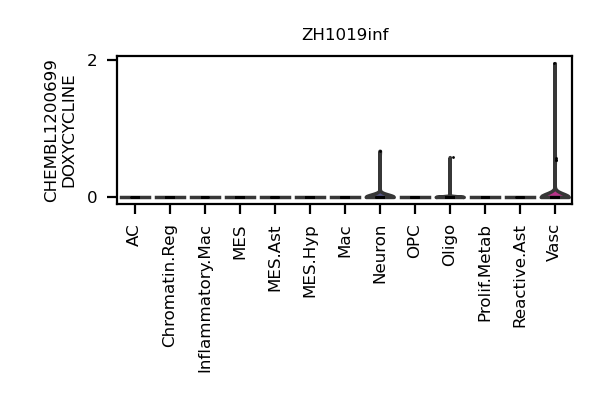 ZH1019inf
CHEMBL1200699
DOXYCYCLINE
2
0
AC
Chromatin.Reg
Inflammatory.Mac
MES
MES.Ast
MES.Hyp
Mac
Neuron
OPC
Oligo
Prolif.Metab
Reactive.Ast
Vasc